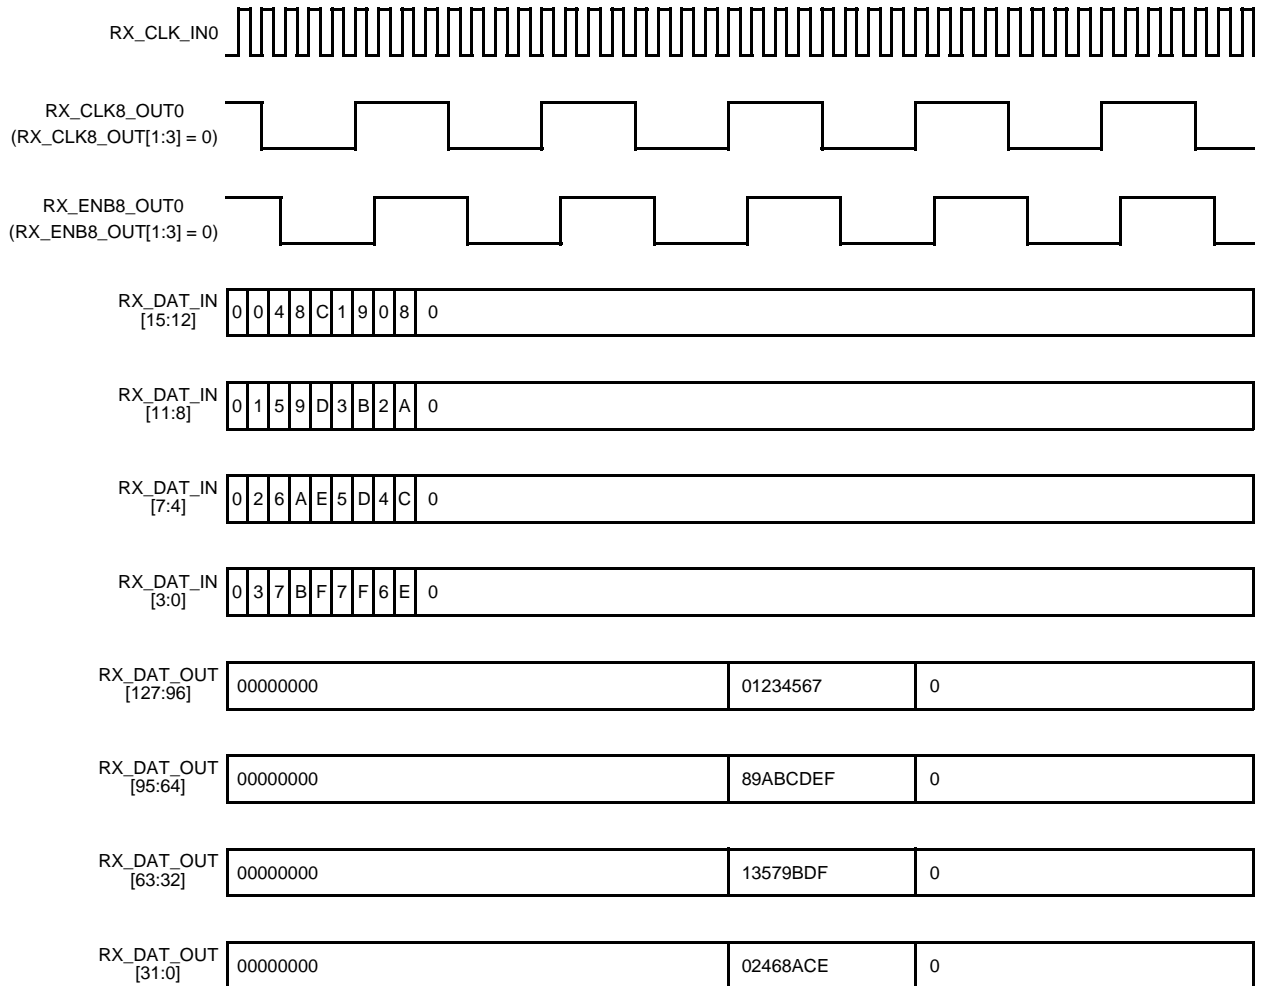 RX_CLK_IN0
RX_CLK8_OUT0
(RX_CLK8_OUT[1:3] = 0)
RX_ENB8_OUT0
(RX_ENB8_OUT[1:3] = 0)
RX_DAT_IN
[15:12]
0 0 4 8 C 1 9 0 8 0
RX_DAT_IN
[11:8]
0 1 5 9 D 3 B 2 A 0
RX_DAT_IN
[7:4]
0 2 6 A E 5 D 4 C 0
RX_DAT_IN
[3:0]
0 3 7 B F 7 F 6 E 0
RX_DAT_OUT
[127:96]
00000000 01234567 0
RX_DAT_OUT
[95:64]
00000000 89ABCDEF 0
RX_DAT_OUT
[63:32]
00000000 13579BDF 0
RX_DAT_OUT
[31:0]
00000000 02468ACE 0